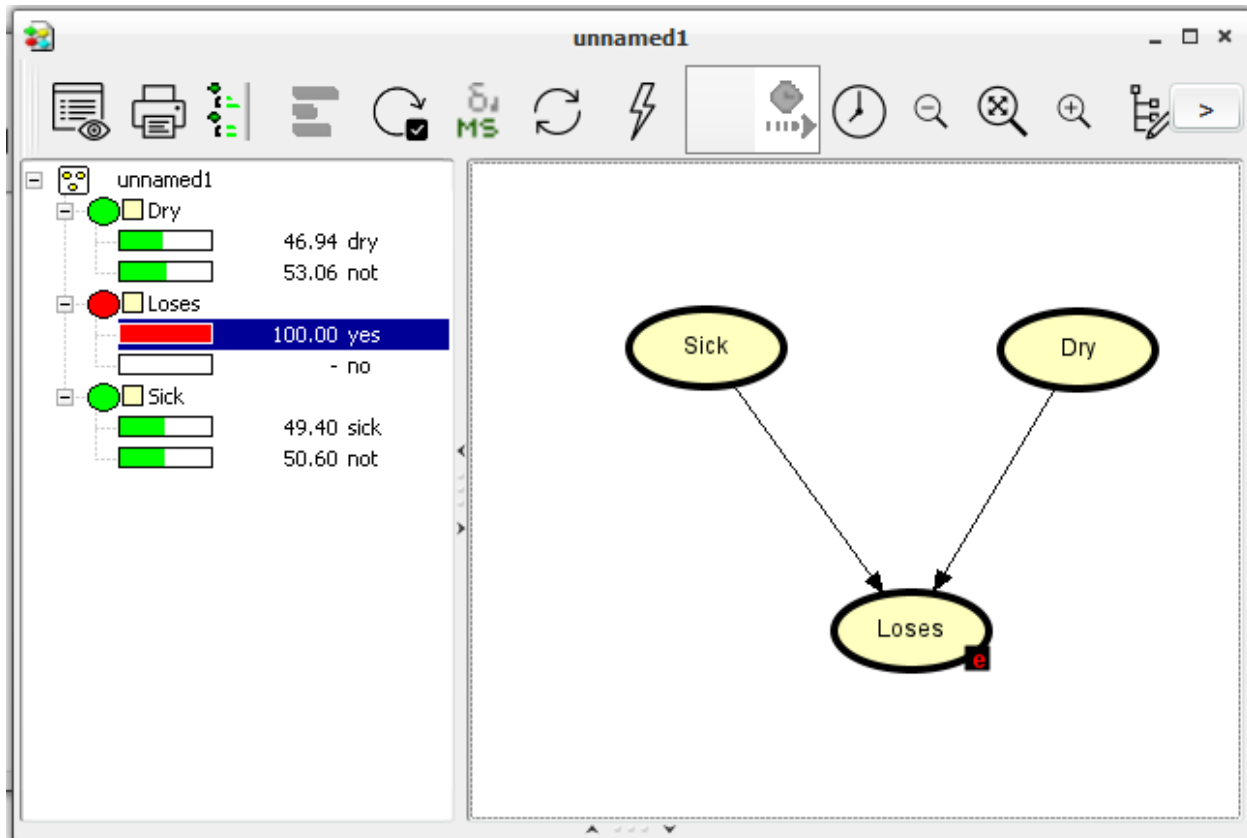 unnamed1
δ
MS
>
unnamed1
Dry
46.94 dry
53.06 not
Loses
100.00 yes
- no
Sick
49.40 sick
50.60 not
Sick
Dry
Loses
e